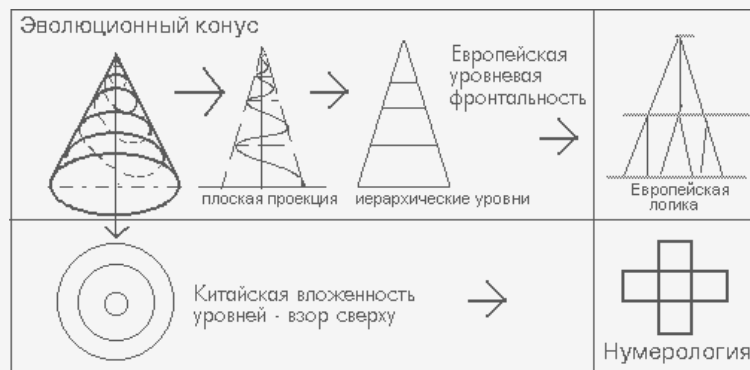 Эволюционный конус
Европейская
уровневая
фронтальность
плоская проекция
иерархические уровни
Европейская
логика
Китайская вложенность
уровней - взор сверху
Нумерология